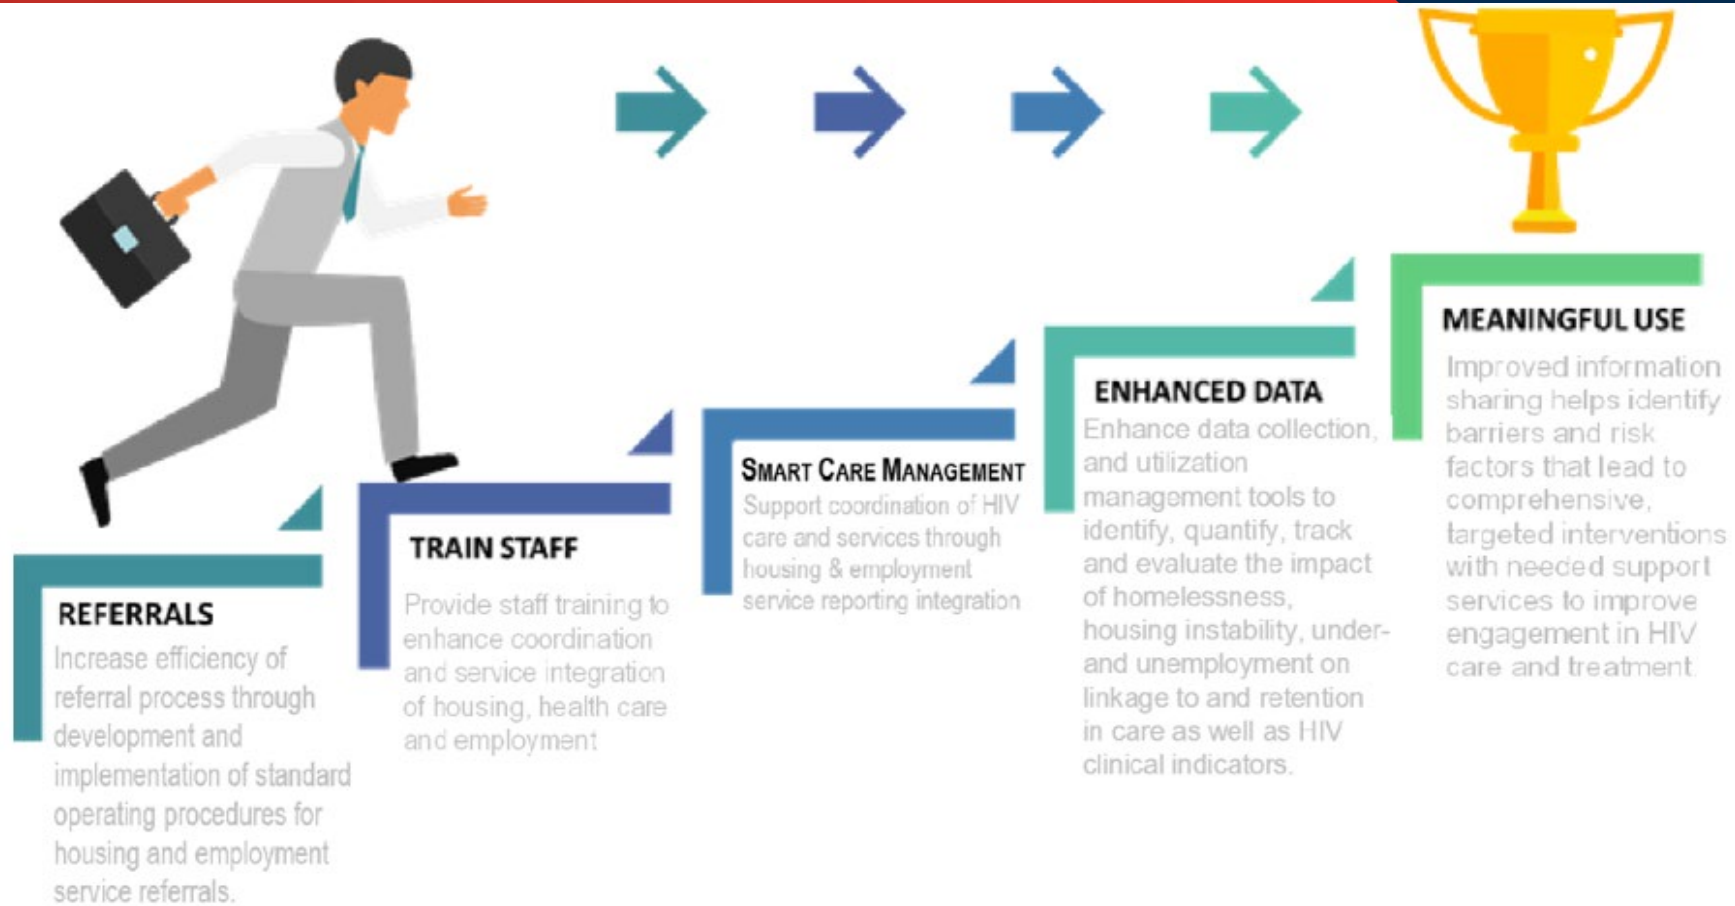 REFERRALS
Increase efficiency of
referral process through
development and
implementation of standard
operating procedures for
housing and employment
service referrals.
TRAIN STAFF
Provide staff training to
enhance coordination
and service integration
of housing, health care
and employment
SMART CARE MANAGEMENT
Support coordination of HIV
care and services through
housing & employment
service reporting integration
ENHANCED DATA
Enhance data collection,
and utilization
management tools to
identify, quantify, track
and evaluate the impact
of homelessness,
housing instability, under-
and unemployment on
linkage to and retention
in care as well as HIV
clinical indicators.
MEANINGFUL USE
Improved information
sharing helps identify
barriers and risk
factors that lead to
comprehensive,
targeted interventions
with needed support
services to improve
engagement in HIV
care and treatment.